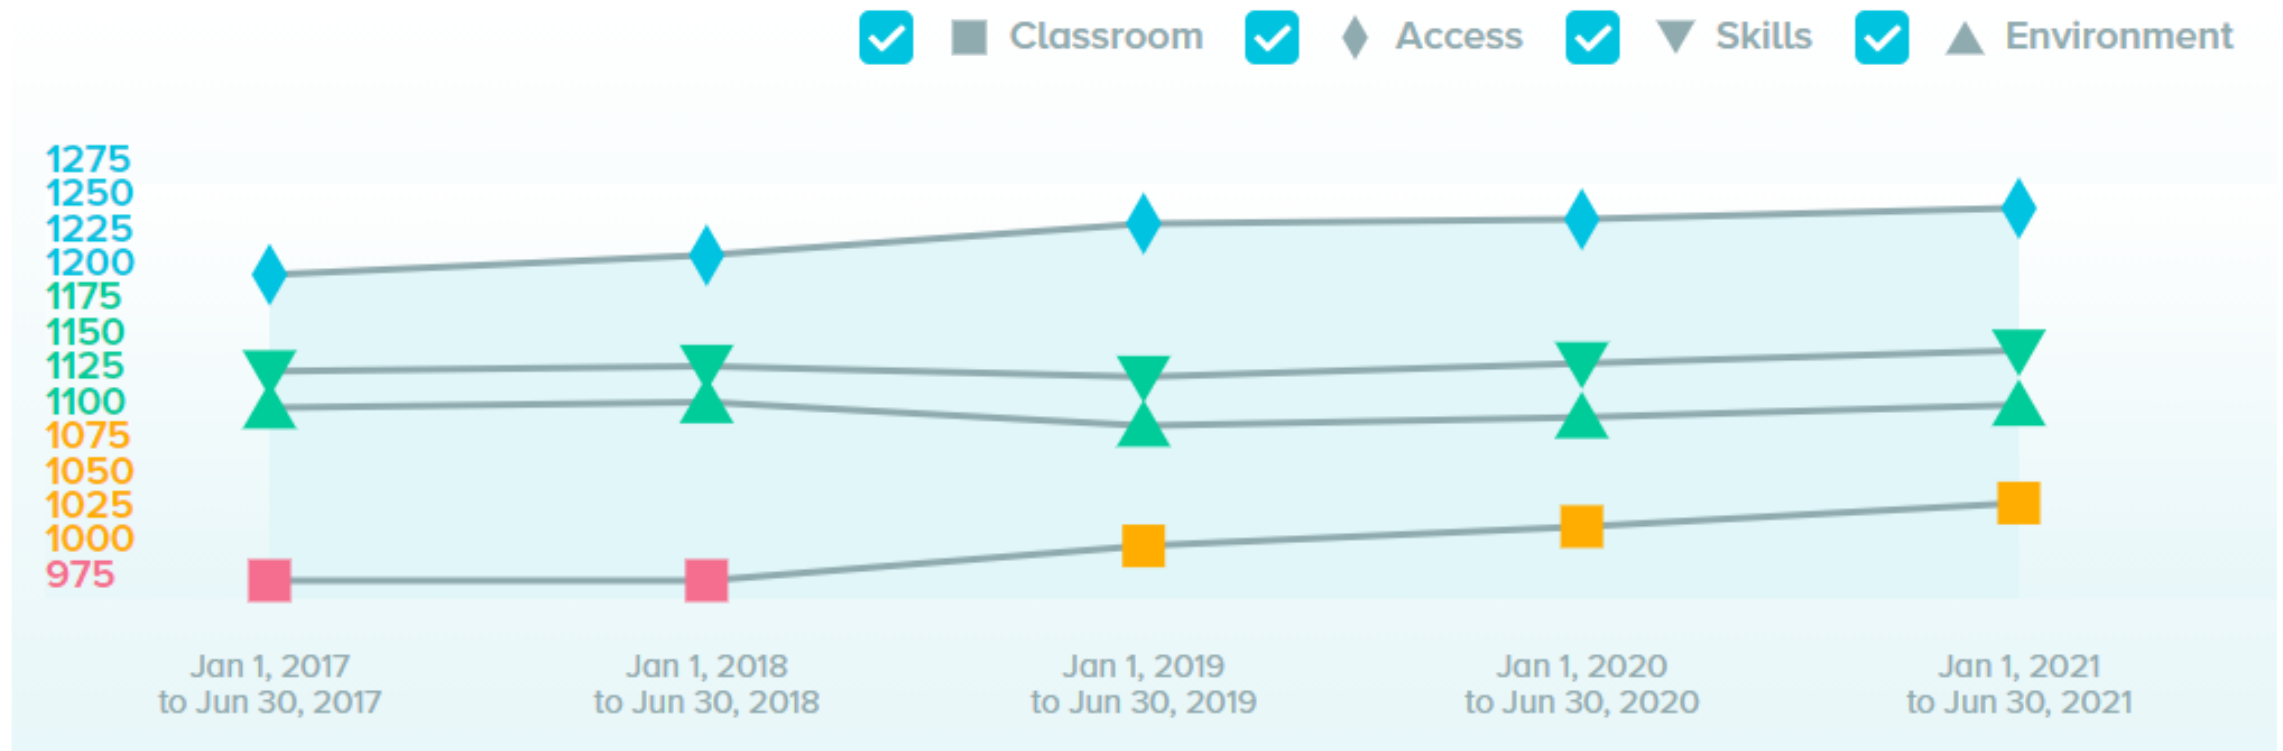 Classroom Access Skills Environment
1275
1250
1225
1200
1175
1150
1125
1100
1075
1050
1025
1000
975
Jan 1, 2017
to Jun 30, 2017
Jan 1, 2018
to Jun 30, 2018
Jan 1, 2019
to Jun 30, 2019
Jan 1, 2020
to Jun 30, 2020
Jan 1, 2021
to Jun 30, 2021